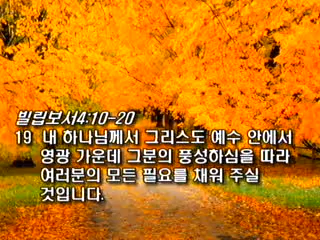 빌립보서4:10-20
19 내 하나님께서 그리스도 예수 안에서
영광 가운데 그분의 풍성하심을 따라
여러분의 모든 필요를 채워 주실
것입니다.